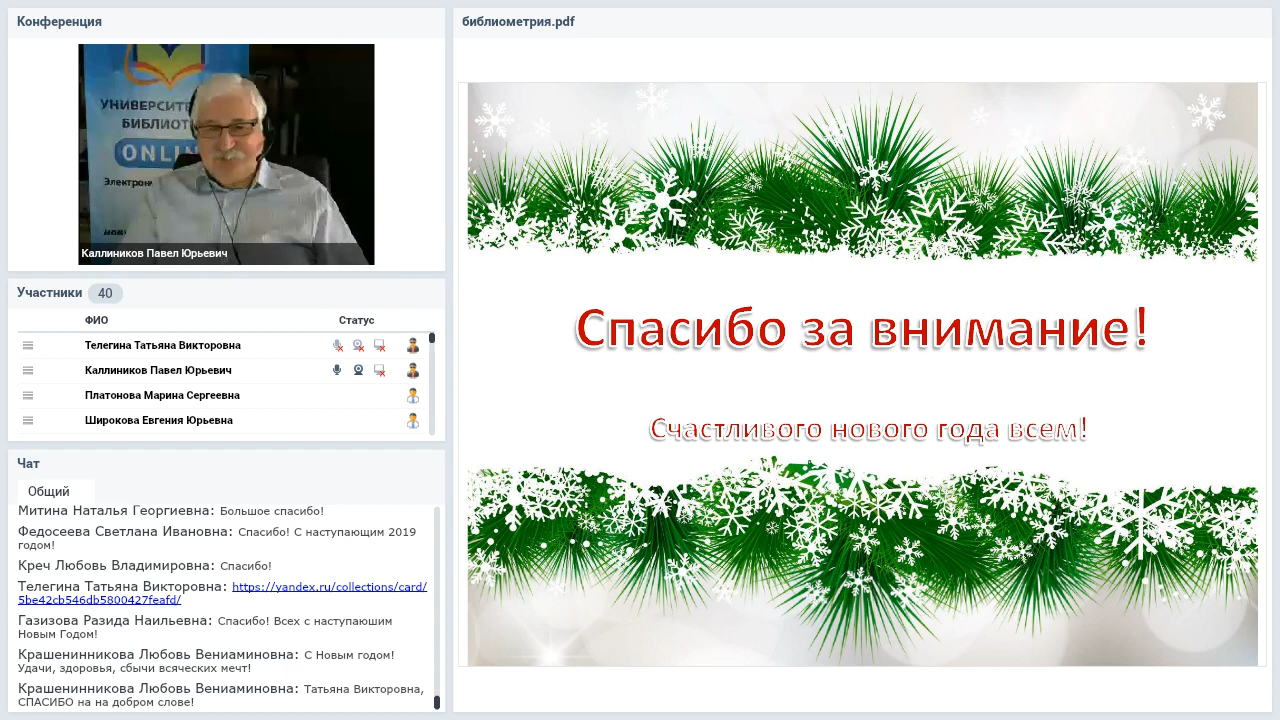 Конференция
УНИВЕРСИТЕ
БИБЛИОТ
ONLIN
Электрон
Каллиников Павел Юрьевич
Участники 40
ФИО Статус
Телегина Татьяна Викторовна
Каллиников Павел Юрьевич
Платонова Марина Сергеевна
Широкова Евгения Юрьевна
Чат
Общий
Митина Наталья Георгиевна: Большое спасибо!
Федосеева Светлана Ивановна: Спасибо! С наступающим 2019
годом!
Креч Любовь Владимировна: Спасибо!
Телегина Татьяна Викторовна: https://yandex.ru/collections/card/
5be42cb546db5800427feafd/
Газизова Разида Наильевна: Спасибо! Всех с наступаюшим
Новым Годом!
Крашенинникова Любовь Вениаминовна: С Новым годом!
Удачи, здоровья, сбычи всяческих мечт!
Крашенинникова Любовь Вениаминовна: Татьяна Викторовна,
СПАСИБО на на добром слове!
библиометрия.pdf
Спасибо за внимание!
Счастливого нового года всем!